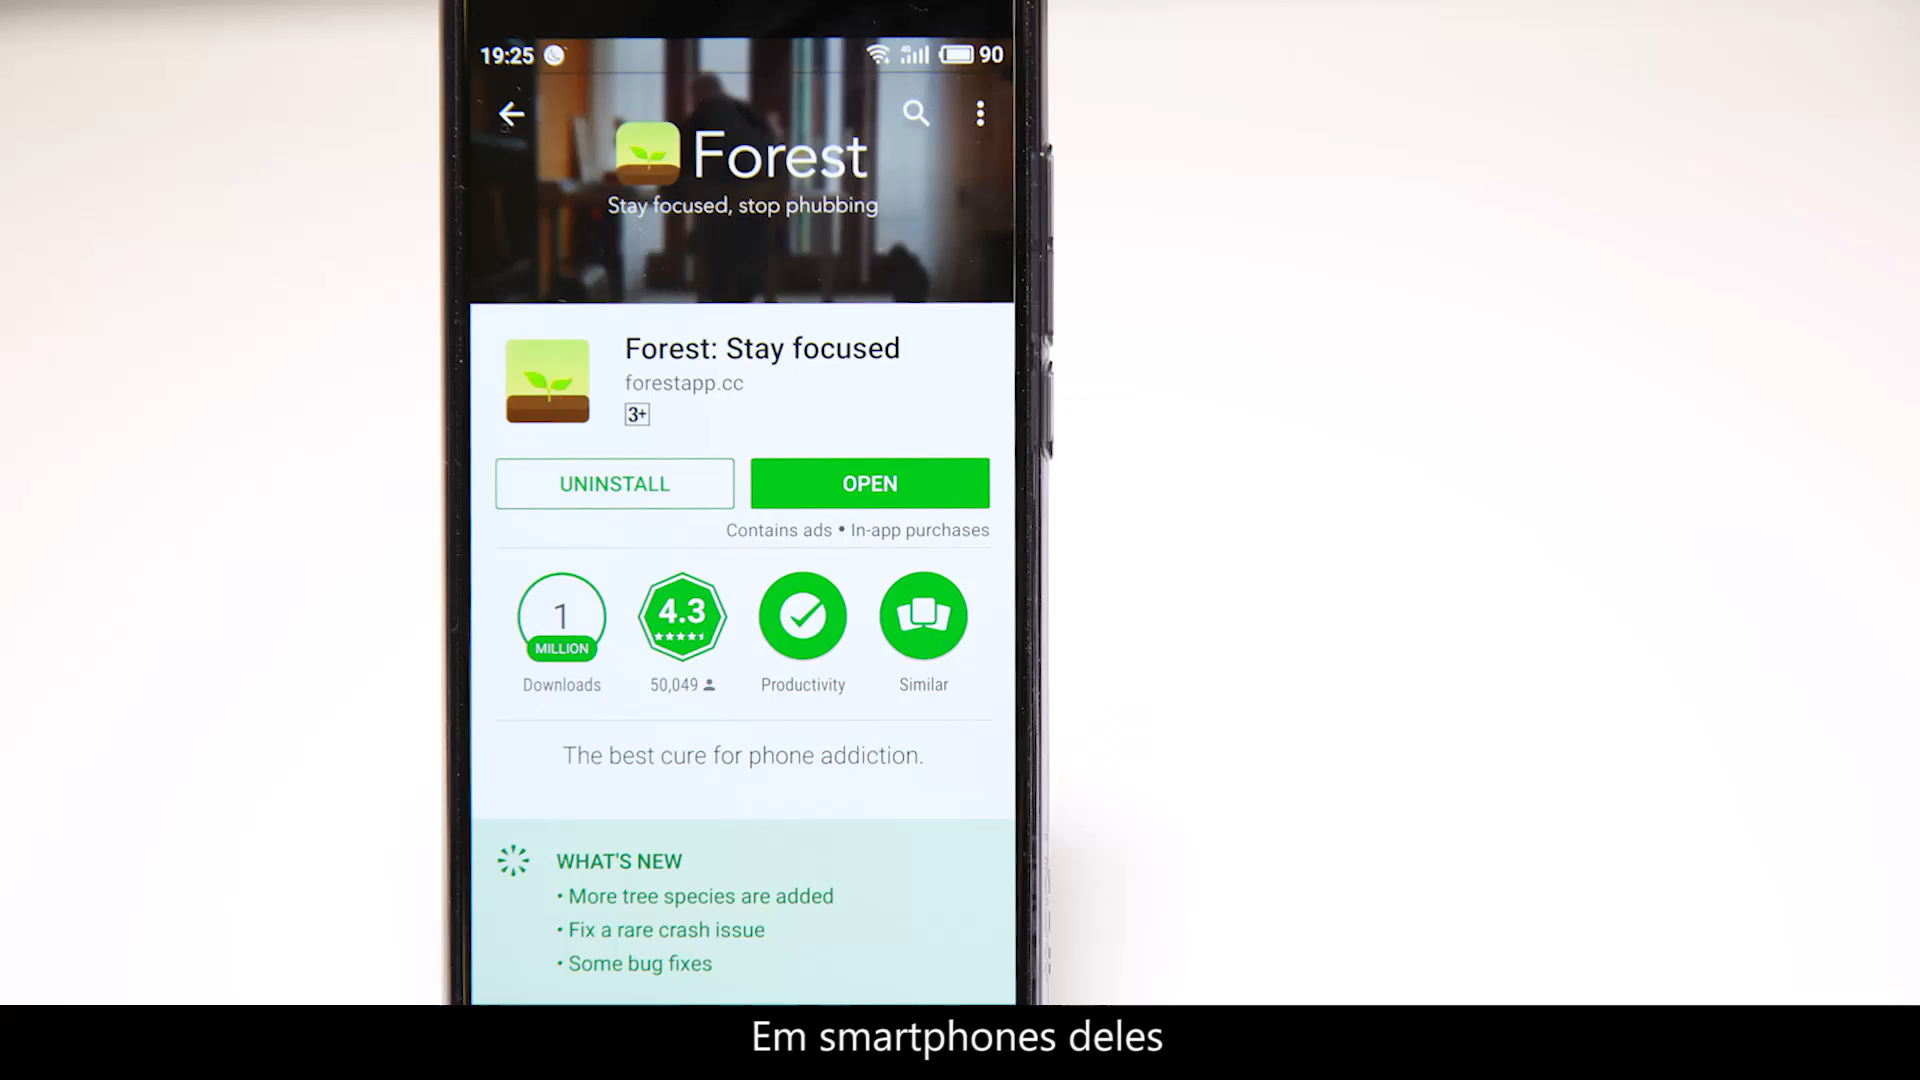 19:25
4G
90
Forest
Stay focused, stop phubbing
Forest: Stay focused
forestapp.cc
3+
UNINSTALL
OPEN
Contains ads • In-app purchases
1
MILLION
4.3
Downloads
50,049
Productivity
Similar
The best cure for phone addiction.
WHAT'S NEW
• More tree species are added
• Fix a rare crash issue
• Some bug fixes
Em smartphones deles